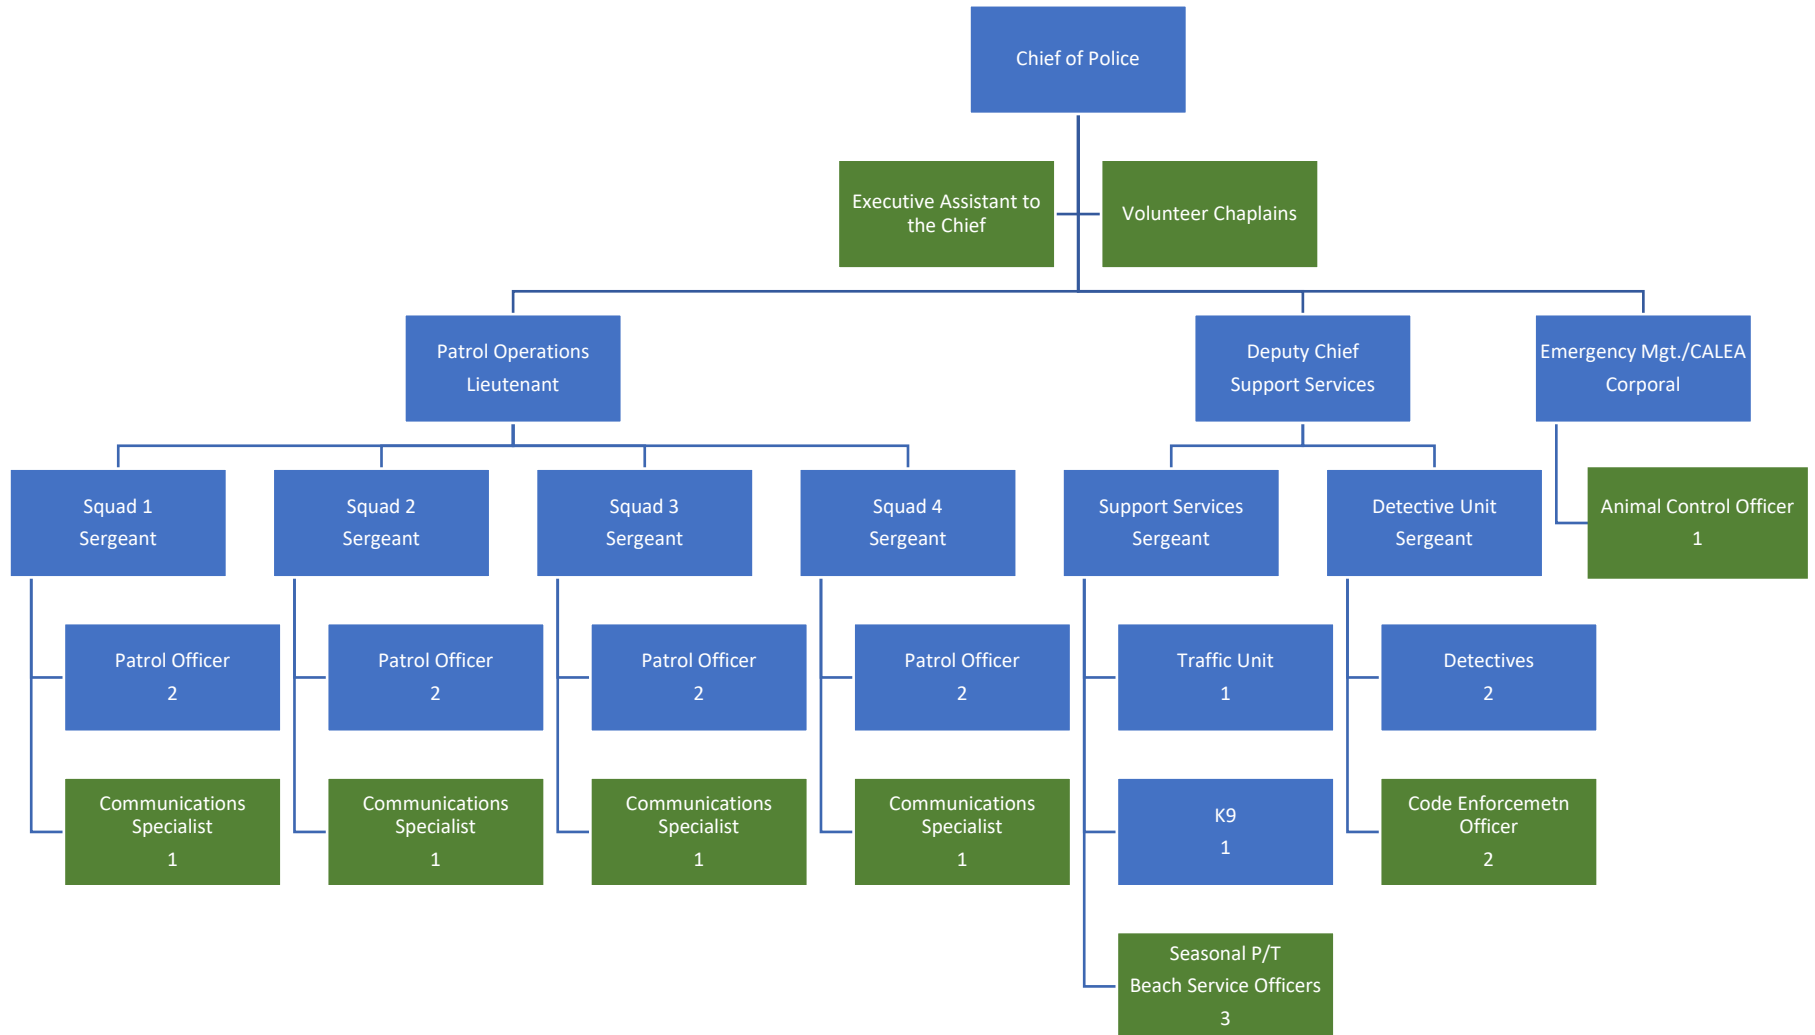 Chief of Police
Executive Assistant to
the Chief
Volunteer Chaplains
Patrol Operations
Lieutenant
Deputy Chief
Support Services
Emergency Mgt./CALEA
Corporal
Squad 1
Sergeant
Squad 2
Sergeant
Squad 3
Sergeant
Squad 4
Sergeant
Support Services
Sergeant
Detective Unit
Sergeant
Animal Control Officer
1
Patrol Officer
2
Patrol Officer
2
Patrol Officer
2
Patrol Officer
2
Traffic Unit
1
Detectives
2
Communications
Specialist
1
Communications
Specialist
1
Communications
Specialist
1
Communications
Specialist
1
K9
1
Code Enforcemetn
Officer
2
Seasonal P/T
Beach Service Officers
3